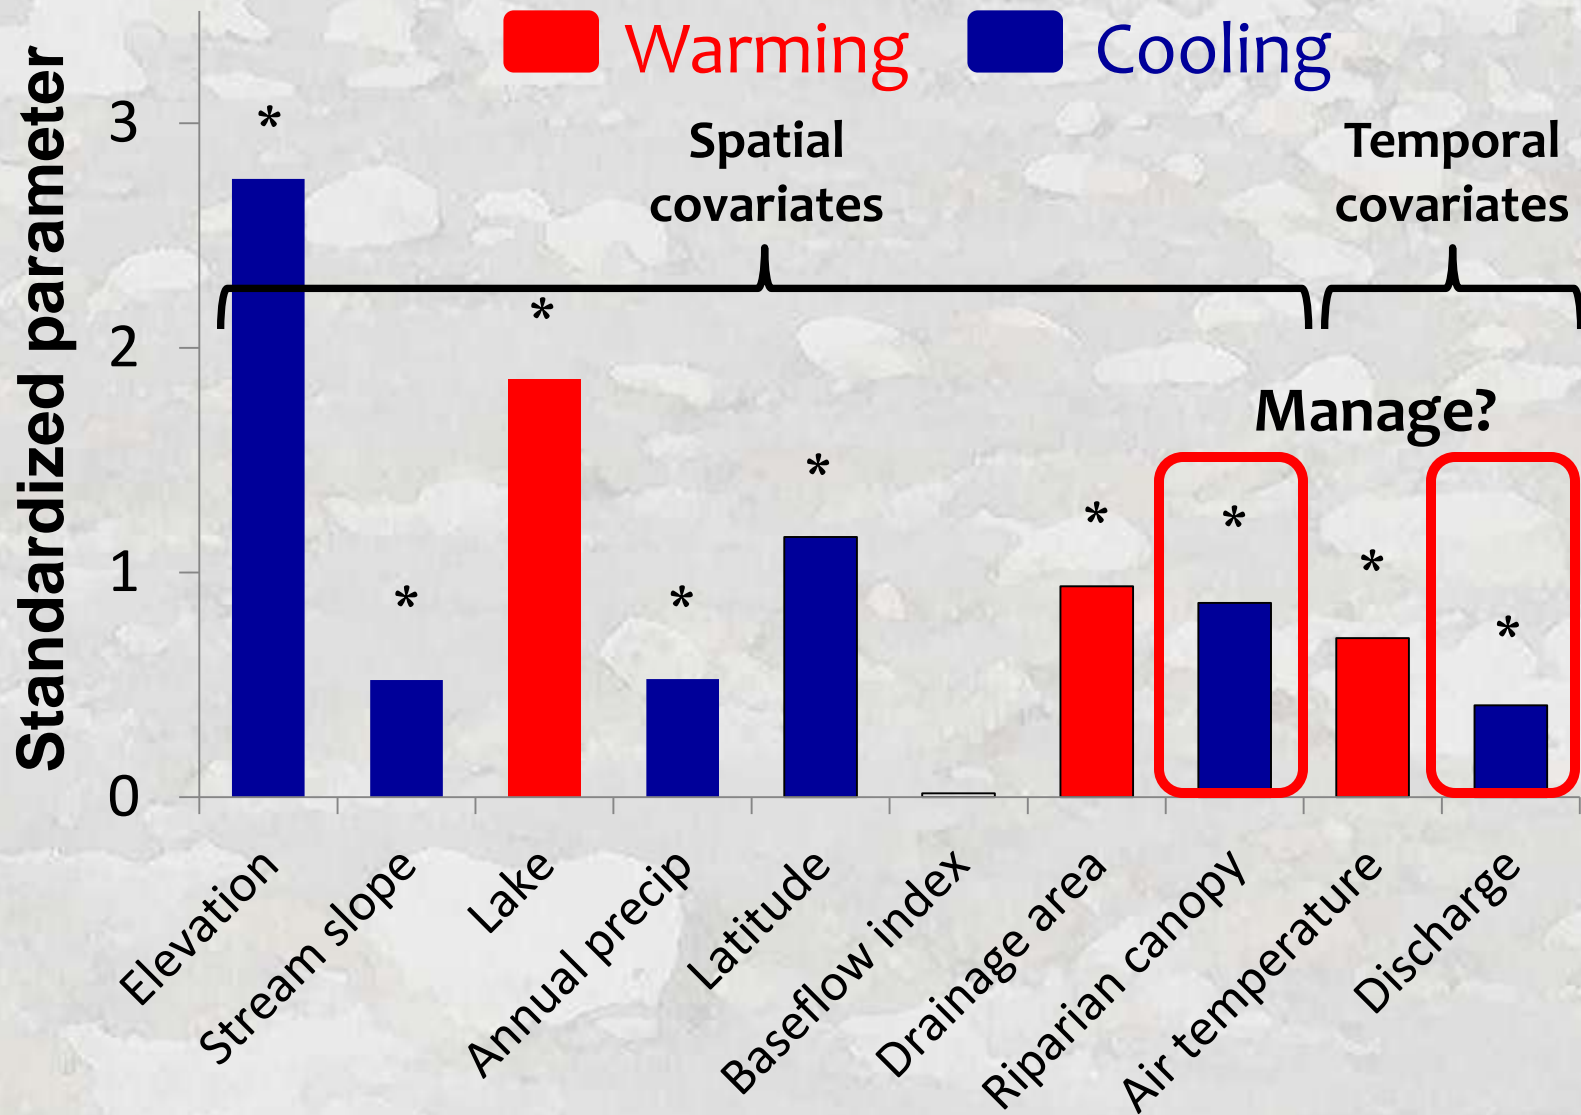 Warming
Cooling
Standardized parameter
3
2
1
0
*
*
*
*
*
*
*
*
*
Spatial
covariates
Temporal
covariates
Manage?
Elevation
Stream slope
Lake
Annual precip
Latitude
Baseflow index
Drainage area
Riparian canopy
Air temperature
Discharge